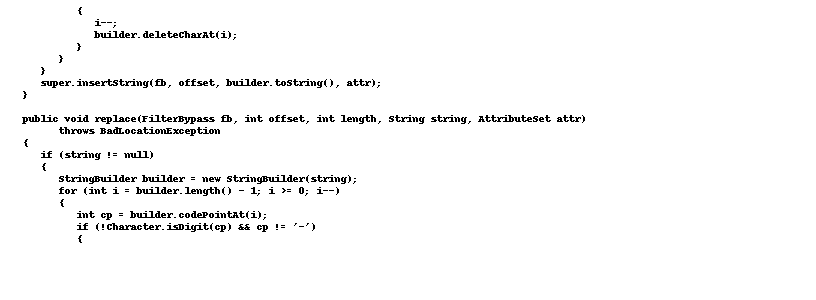 {
i--;
builder.deleteCharAt(i);
}
}
}
super.insertString(fb, offset, builder.toString(), attr);
}
public void replace(FilterBypass fb, int offset, int length, String string, AttributeSet attr)
throws BadLocationException
{
if (string != null)
{
StringBuilder builder = new StringBuilder(string);
for (int i = builder.length() - 1; i >= 0; i--)
{
int cp = builder.codePointAt(i);
if (!Character.isDigit(cp) && cp != '-')
{